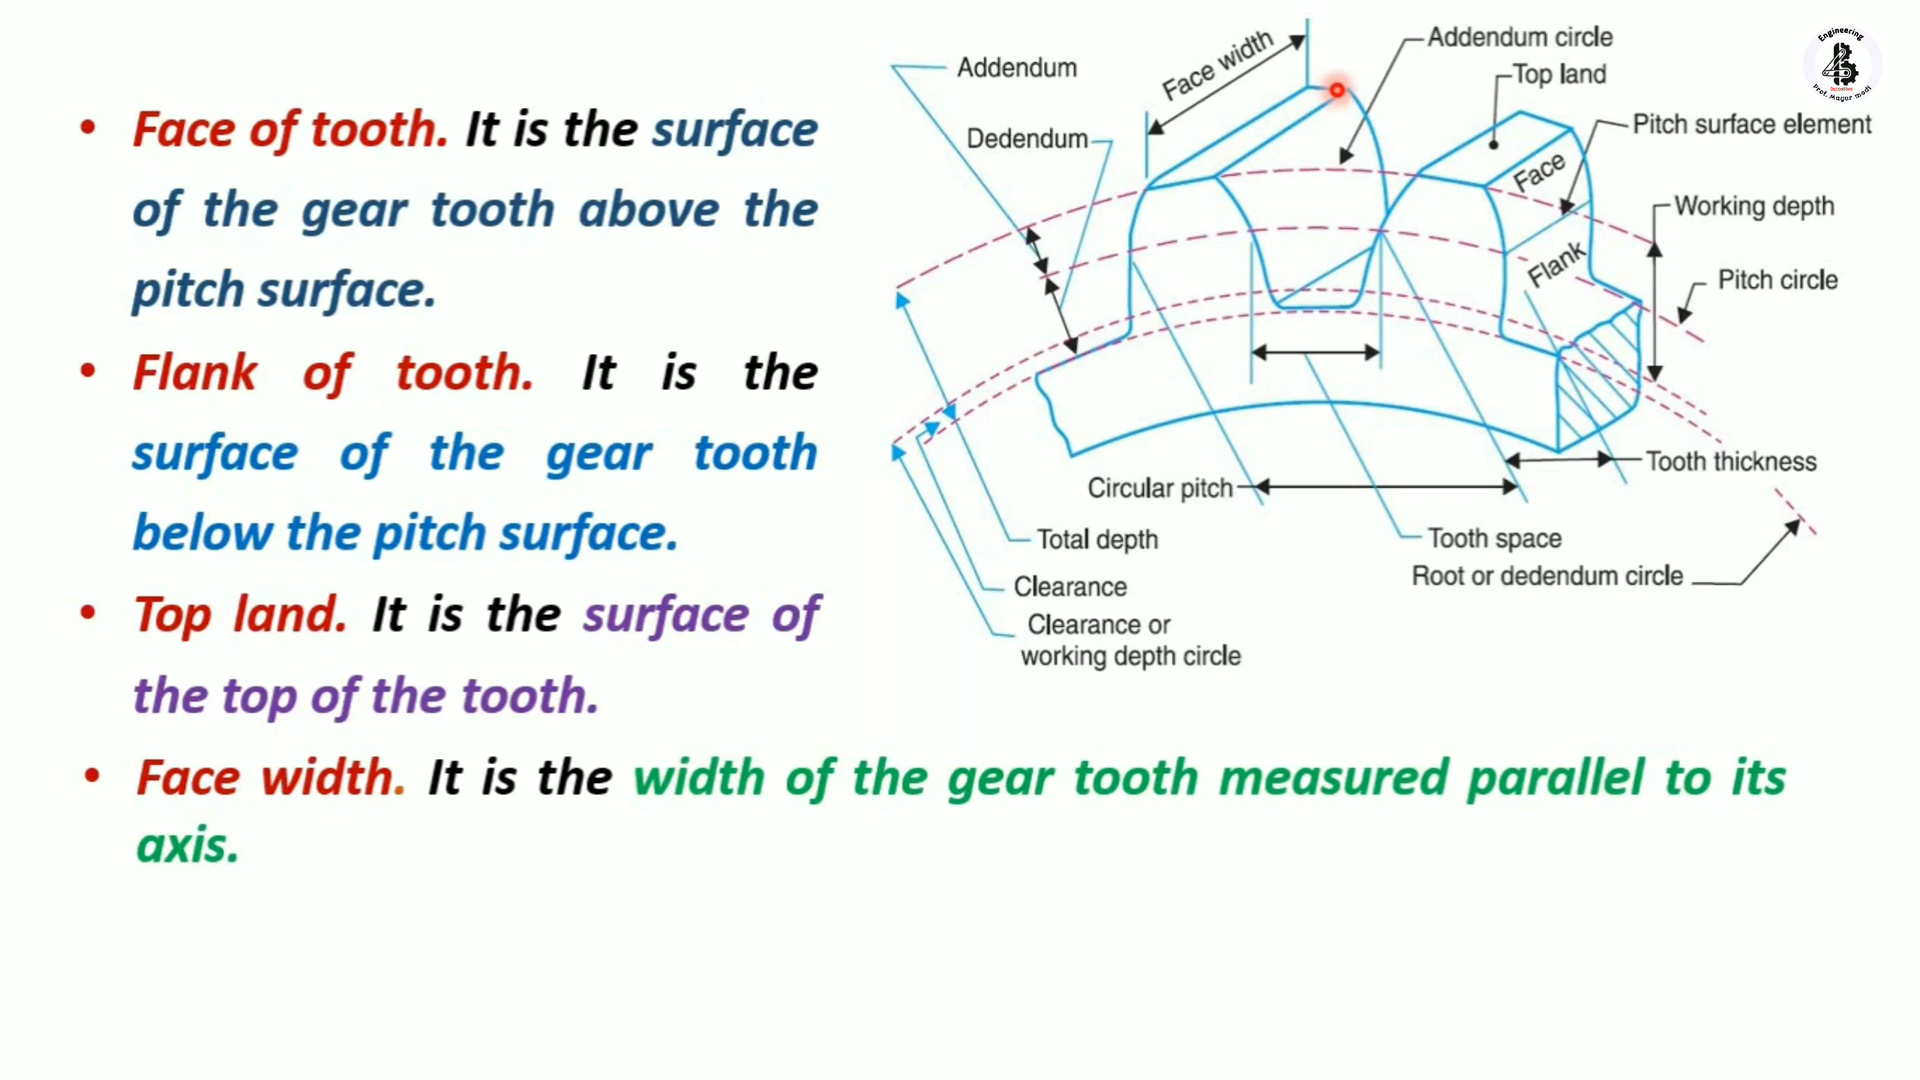 • Face of tooth. It is the surface
of the gear tooth above the
pitch surface.
• Flank of tooth. It is the
surface of the gear tooth
below the pitch surface.
• Top land. It is the surface of
the top of the tooth.
• Face width. It is the width of the gear tooth measured parallel to its
axis.
Addendum
Dedendum
Face width
Addendum circle
Top land
Pitch surface element
Face
Working depth
Flank
Pitch circle
Tooth thickness
Circular pitch
Total depth
Tooth space
Root or dedendum circle
Clearance
Clearance or
working depth circle
Engineering
Prof. Mayur modi